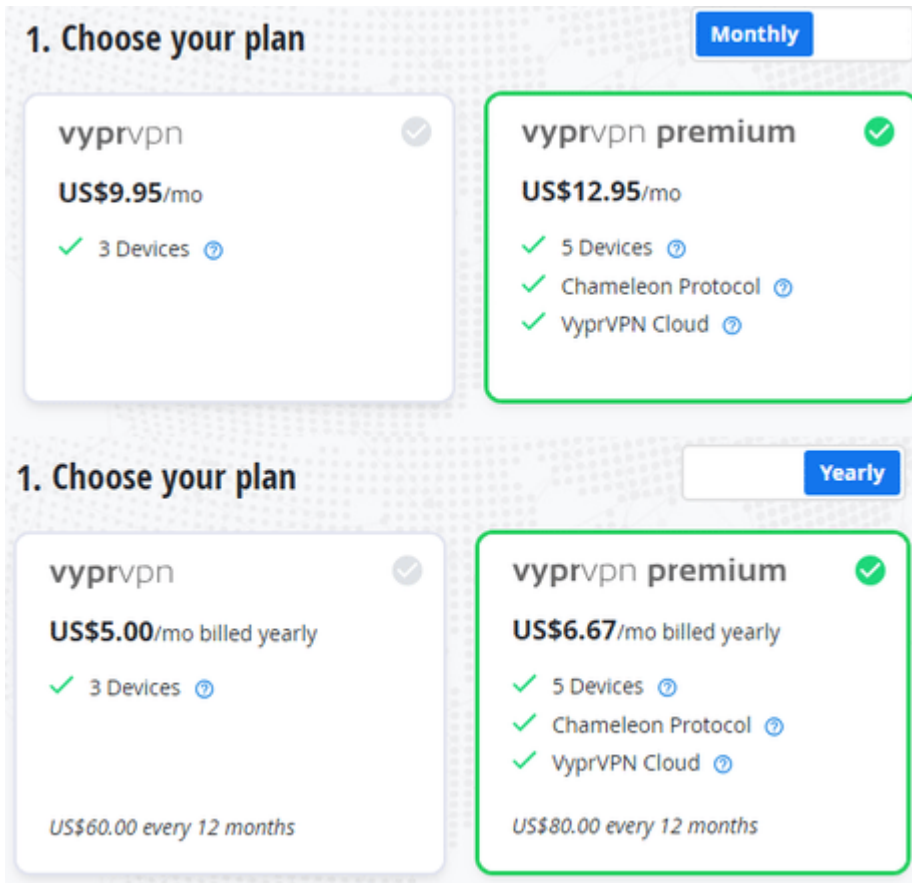 1. Choose your plan
Monthly
vyprvpn
US$9.95/mo
3 Devices
vyprvpn premium
US$12.95/mo
5 Devices
Chameleon Protocol
VyprVPN Cloud
1. Choose your plan
Yearly
vyprvpn
US$5.00/mo billed yearly
3 Devices
US$60.00 every 12 months
vyprvpn premium
US$6.67/mo billed yearly
5 Devices
Chameleon Protocol
VyprVPN Cloud
US$80.00 every 12 months